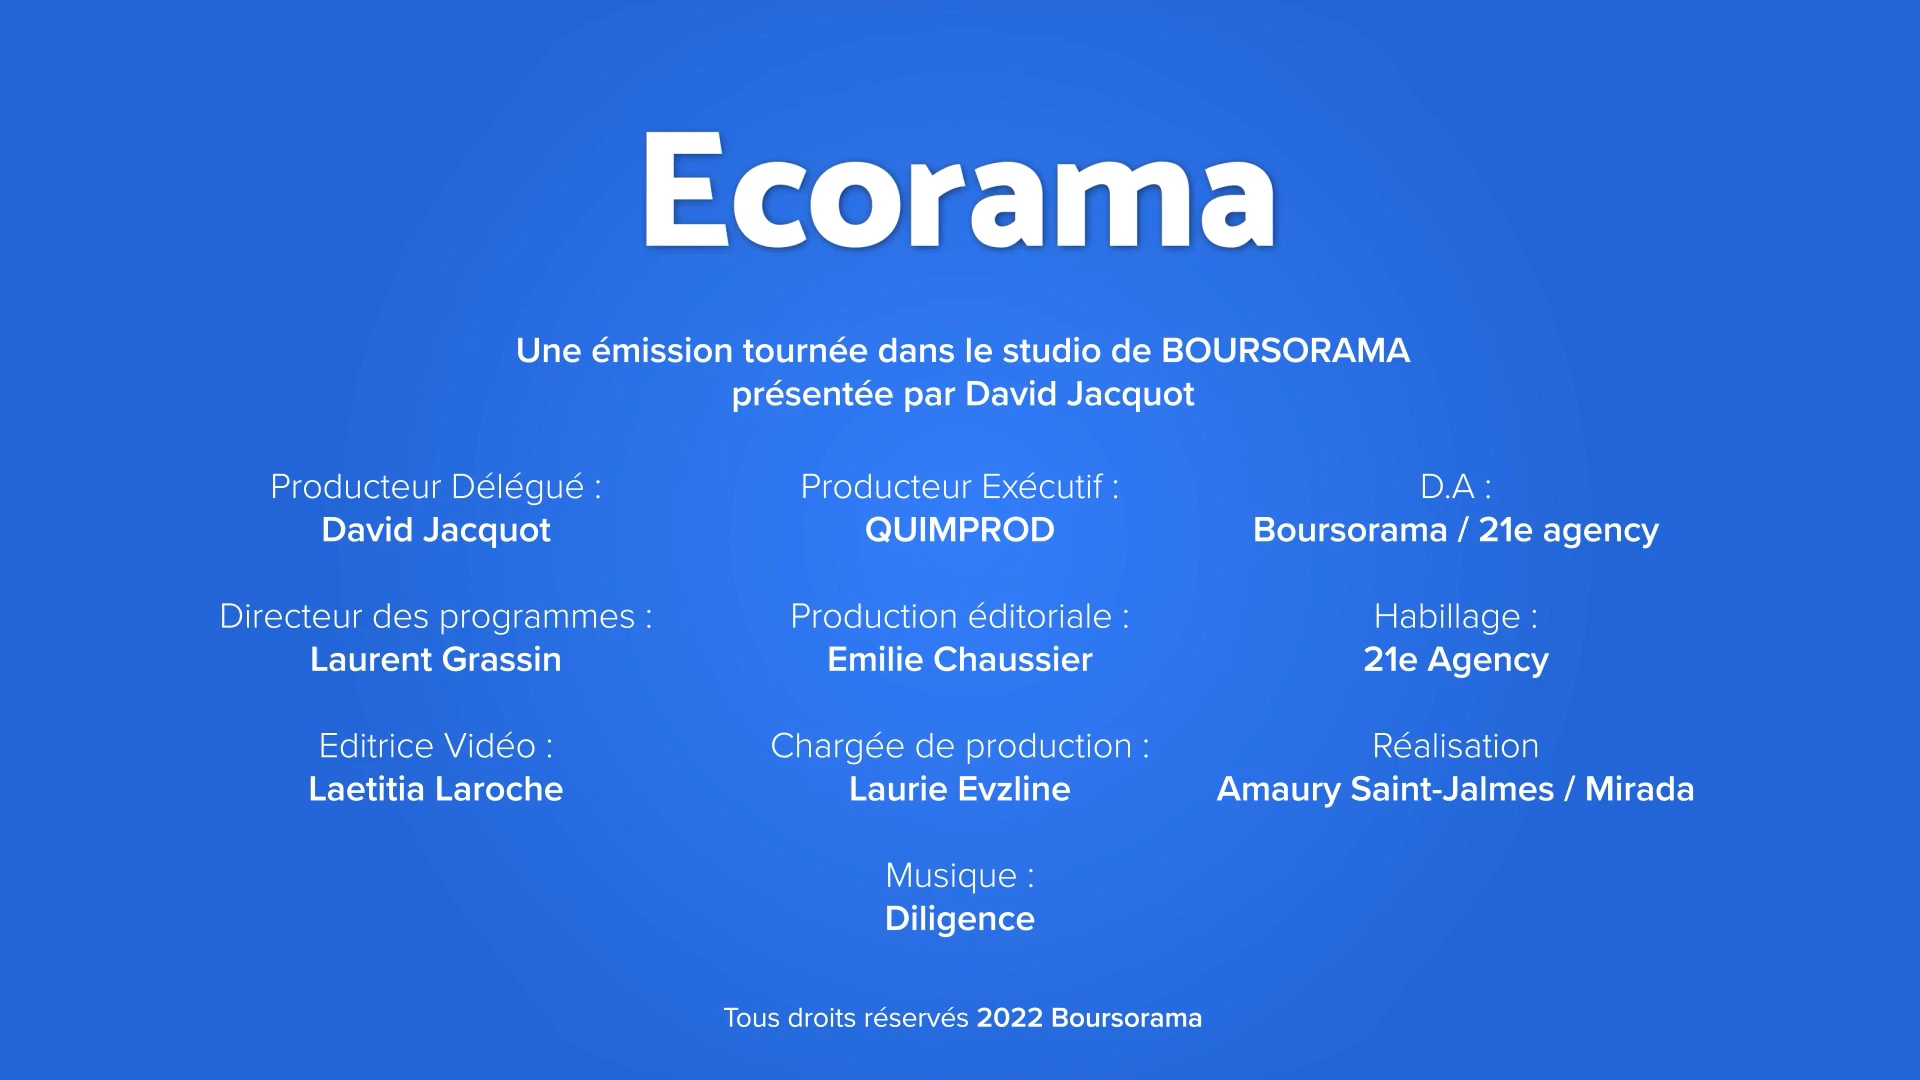 Ecorama
Une émission tournée dans le studio de BOURSORAMA
présentée par David Jacquot
Producteur Délégué :
David Jacquot
Producteur Exécutif :
QUIMPROD
D.A :
Boursorama / 21e agency
Directeur des programmes :
Laurent Grassin
Production éditoriale :
Emilie Chaussier
Habillage :
21e Agency
Editrice Vidéo :
Laetitia Laroche
Chargée de production :
Laurie Evzline
Réalisation
Amaury Saint-Jalmes / Mirada
Musique :
Diligence
Tous droits réservés 2022 Boursorama